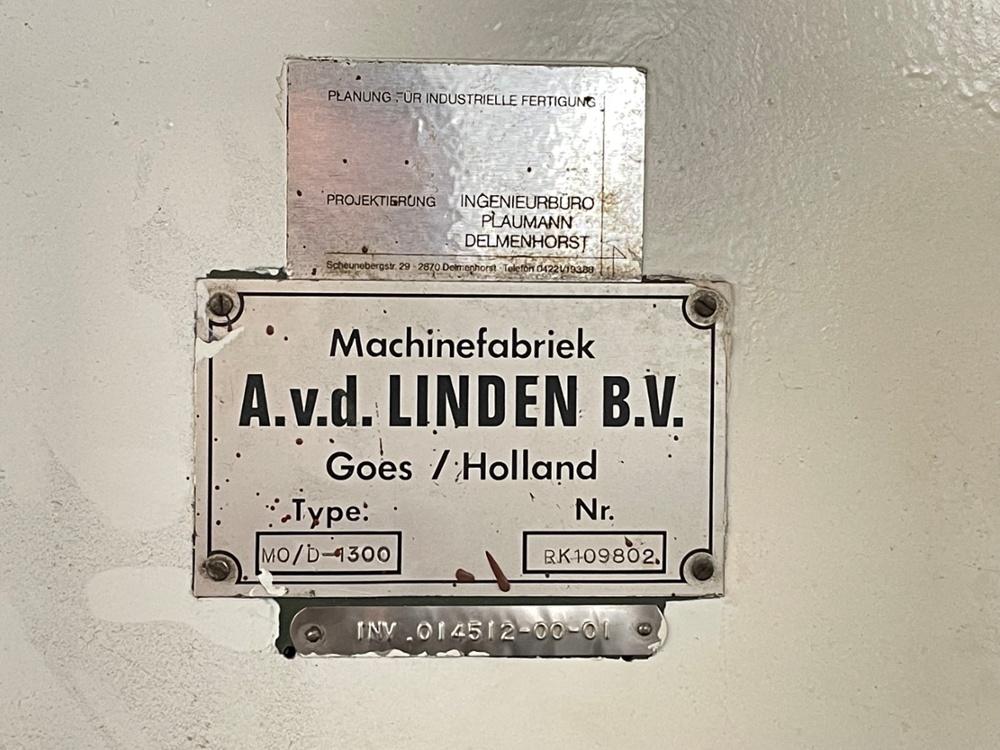 PLANUNG FÜR INDUSTRIELLE FERTIGUNG
PROJEKTIERUNG INGENIEURBÜRO
PLAUMANN
DELMENHORST
Scheunebergstr. 29 · 2870 Delmenhorst · Telefon 04221/19388
Machinefabriek
A.v.d. LINDEN B.V.
Goes / Holland
Type: Nr.
MO/D-1300 RK109802
INV.014512-00-01